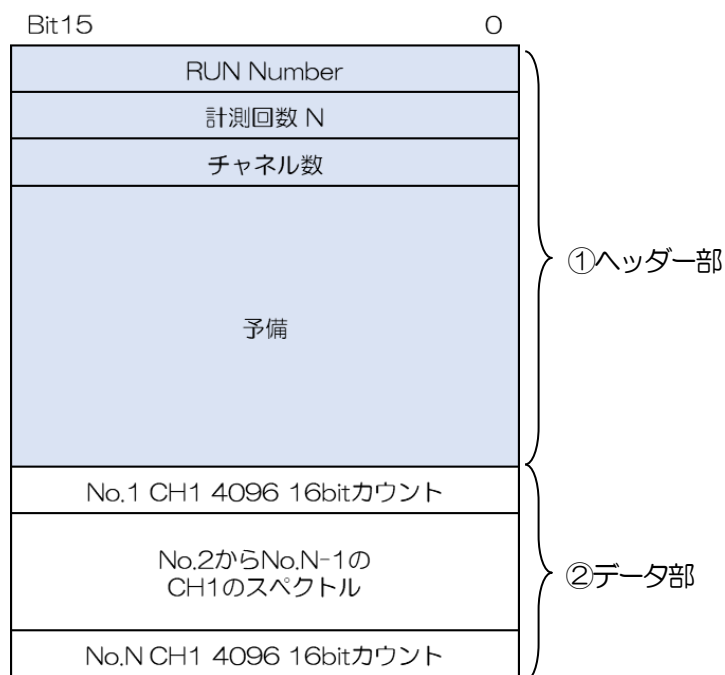 Bit15 0
RUN Number
計測回数 N
チャネル数
予備
①ヘッダー部
No.1 CH1 4096 16bitカウント
No.2からNo.N-1の
CH1のスペクトル
②データ部
No.N CH1 4096 16bitカウント